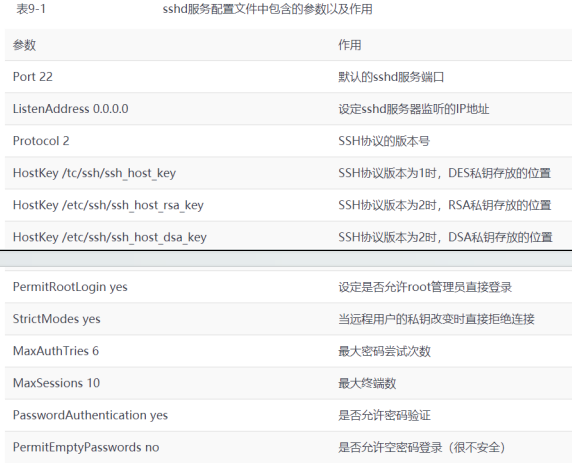 表9-1 sshd服务配置文件中包含的参数以及作用
参数 作用
Port 22 默认的sshd服务端口
ListenAddress 0.0.0.0 设定sshd服务器监听的IP地址
Protocol 2 SSH协议的版本号
HostKey /tc/ssh/ssh_host_key SSH协议版本为1时，DES私钥存放的位置
HostKey /etc/ssh/ssh_host_rsa_key SSH协议版本为2时，RSA私钥存放的位置
HostKey /etc/ssh/ssh_host_dsa_key SSH协议版本为2时，DSA私钥存放的位置
PermitRootLogin yes 设定是否允许root管理员直接登录
StrictModes yes 当远程用户的私钥改变时直接拒绝连接
MaxAuthTries 6 最大密码尝试次数
MaxSessions 10 最大终端数
PasswordAuthentication yes 是否允许密码验证
PermitEmptyPasswords no 是否允许空密码登录（很不安全）